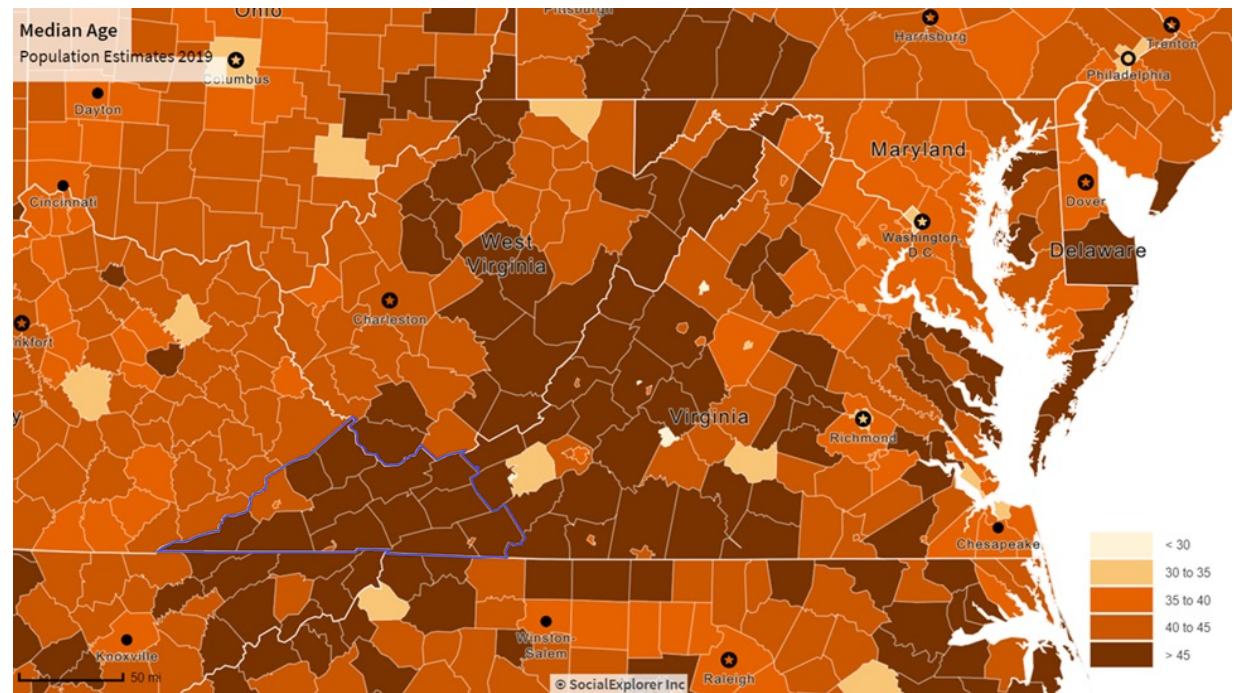 Median Age
Population Estimates 2019
Ohio
Pittsburgh
Harrisburg
Trenton
Philadelphia
Columbus
Dayton
Maryland
Cincinnati
Dover
Washington,
D.C.
West
Virginia
Delaware
Charleston
nkfort
y
Virginia
Richmond
Chesapeake
< 30
30 to 35
35 to 40
40 to 45
> 45
Winston-
Salem
Knoxville
Raleigh
50 mi
© SocialExplorer Inc